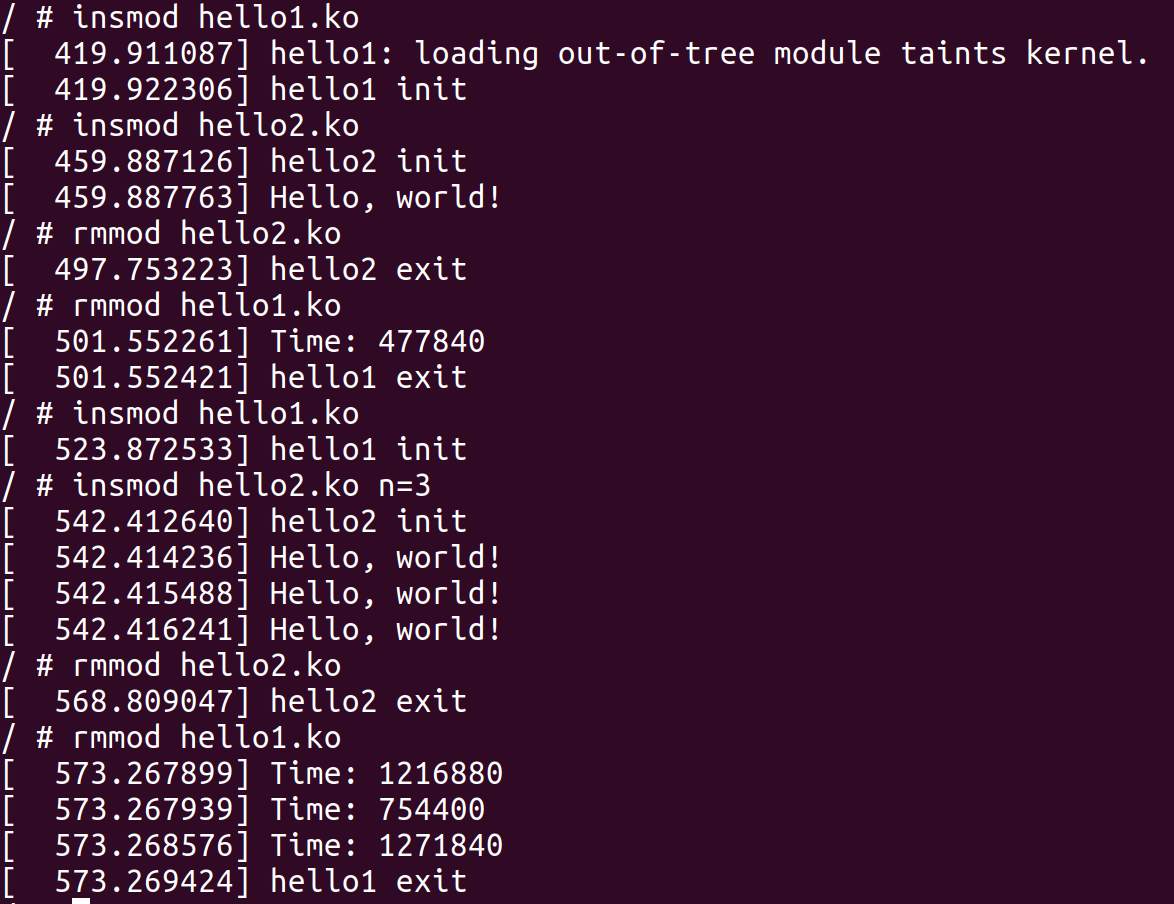 / # insmod hello1.ko
[  419.911087] hello1: loading out-of-tree module taints kernel.
[  419.922306] hello1 init
/ # insmod hello2.ko
[  459.887126] hello2 init
[  459.887763] Hello, world!
/ # rmmod hello2.ko
[  497.753223] hello2 exit
/ # rmmod hello1.ko
[  501.552261] Time: 477840
[  501.552421] hello1 exit
/ # insmod hello1.ko
[  523.872533] hello1 init
/ # insmod hello2.ko n=3
[  542.412640] hello2 init
[  542.414236] Hello, world!
[  542.415488] Hello, world!
[  542.416241] Hello, world!
/ # rmmod hello2.ko
[  568.809047] hello2 exit
/ # rmmod hello1.ko
[  573.267899] Time: 1216880
[  573.267939] Time: 754400
[  573.268576] Time: 1271840
[  573.269424] hello1 exit